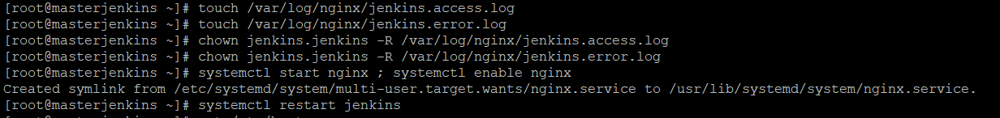 [root@masterjenkins ~]# touch /var/log/nginx/jenkins.access.log
[root@masterjenkins ~]# touch /var/log/nginx/jenkins.error.log
[root@masterjenkins ~]# chown jenkins.jenkins -R /var/log/nginx/jenkins.access.log
[root@masterjenkins ~]# chown jenkins.jenkins -R /var/log/nginx/jenkins.error.log
[root@masterjenkins ~]# systemctl start nginx ; systemctl enable nginx
Created symlink from /etc/systemd/system/multi-user.target.wants/nginx.service to /usr/lib/systemd/system/nginx.service.
[root@masterjenkins ~]# systemctl restart jenkins